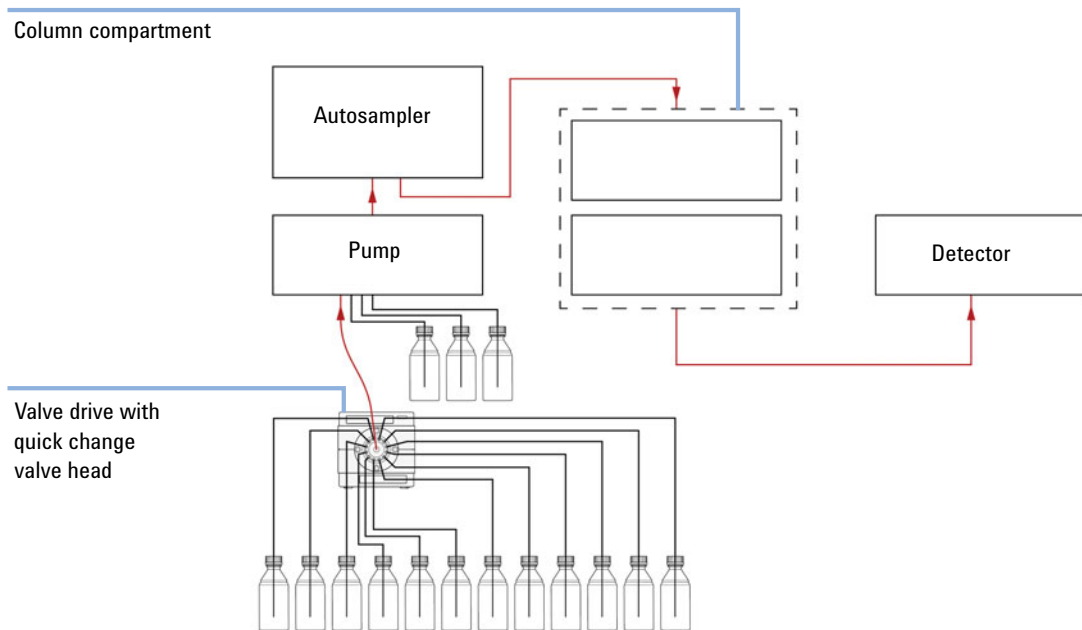 Column compartment
Autosampler
Pump
Detector
Valve drive with
quick change
valve head